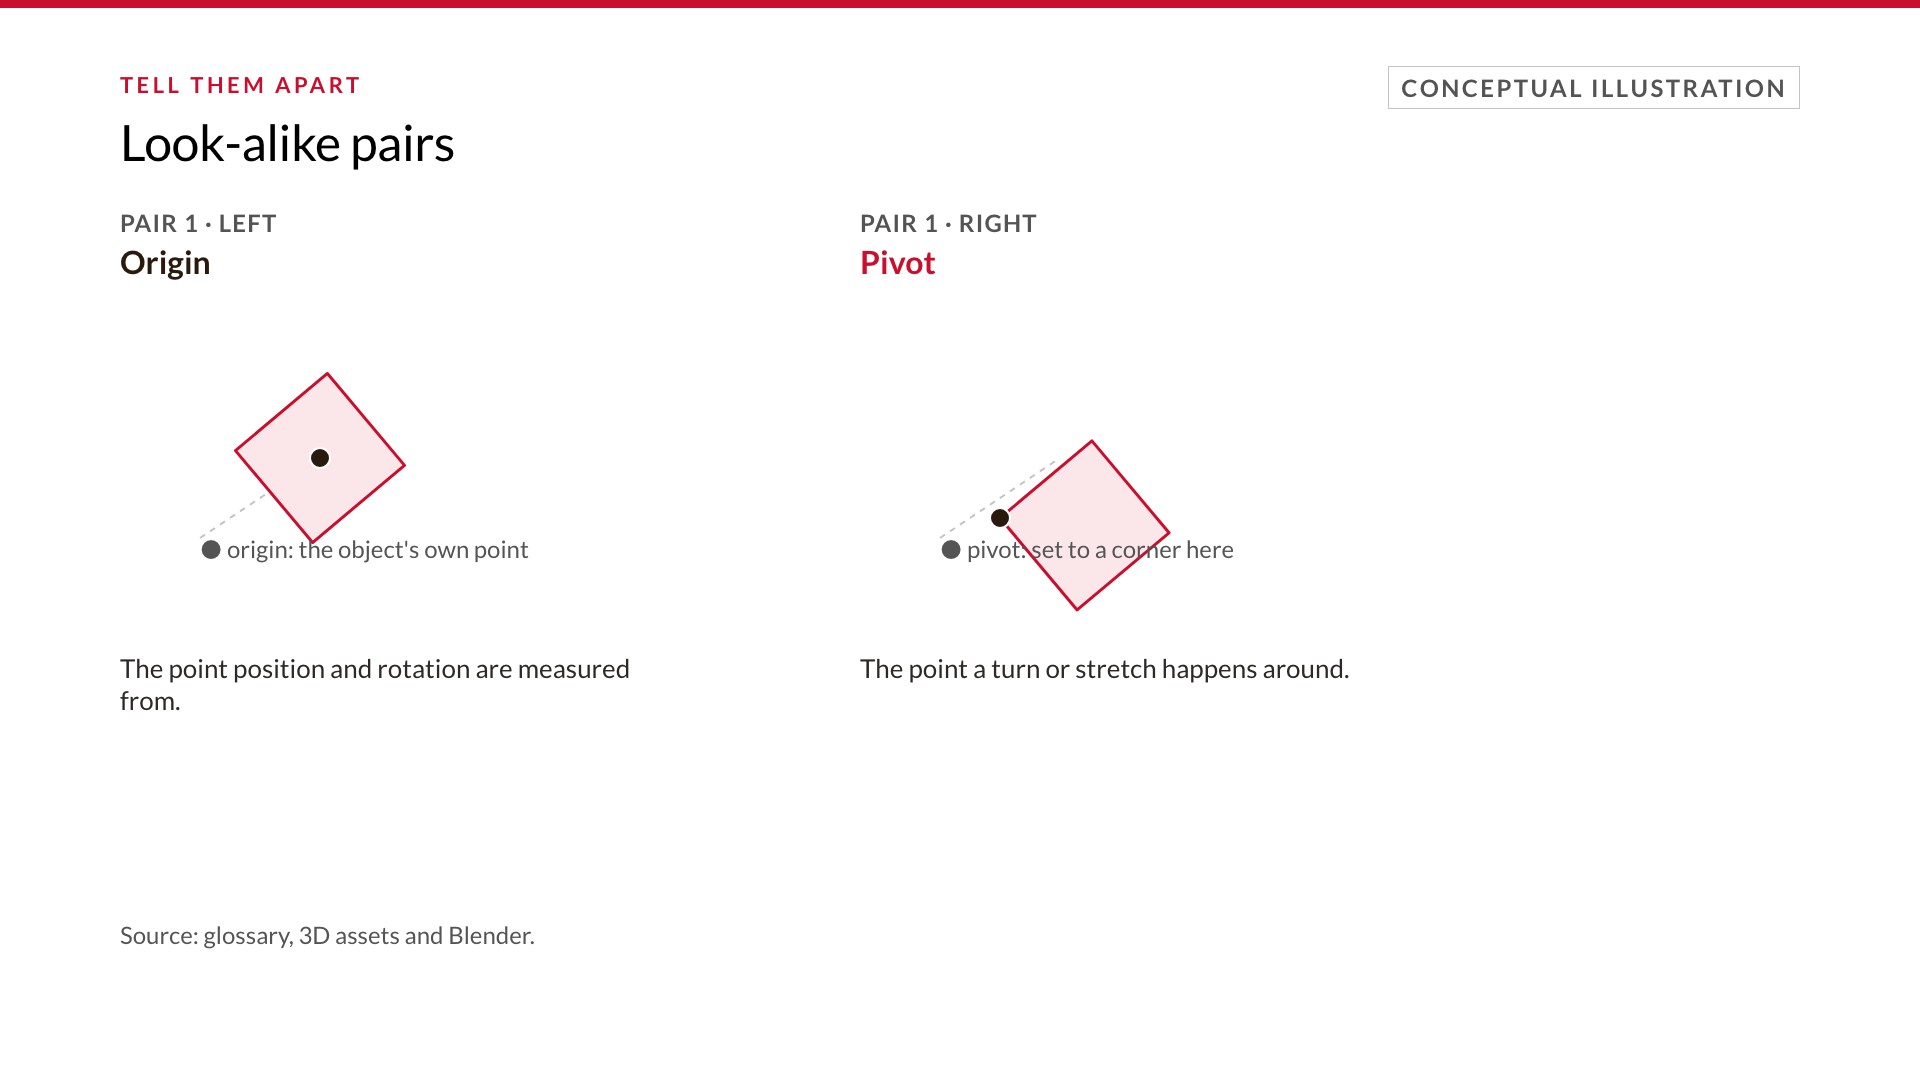 TELL THEM APART
CONCEPTUAL ILLUSTRATION
Look-alike pairs
PAIR 1 · LEFT
Origin
origin: the object's own point
The point position and rotation are measured
from.
PAIR 1 · RIGHT
Pivot
pivot: set to a corner here
The point a turn or stretch happens around.
Source: glossary, 3D assets and Blender.